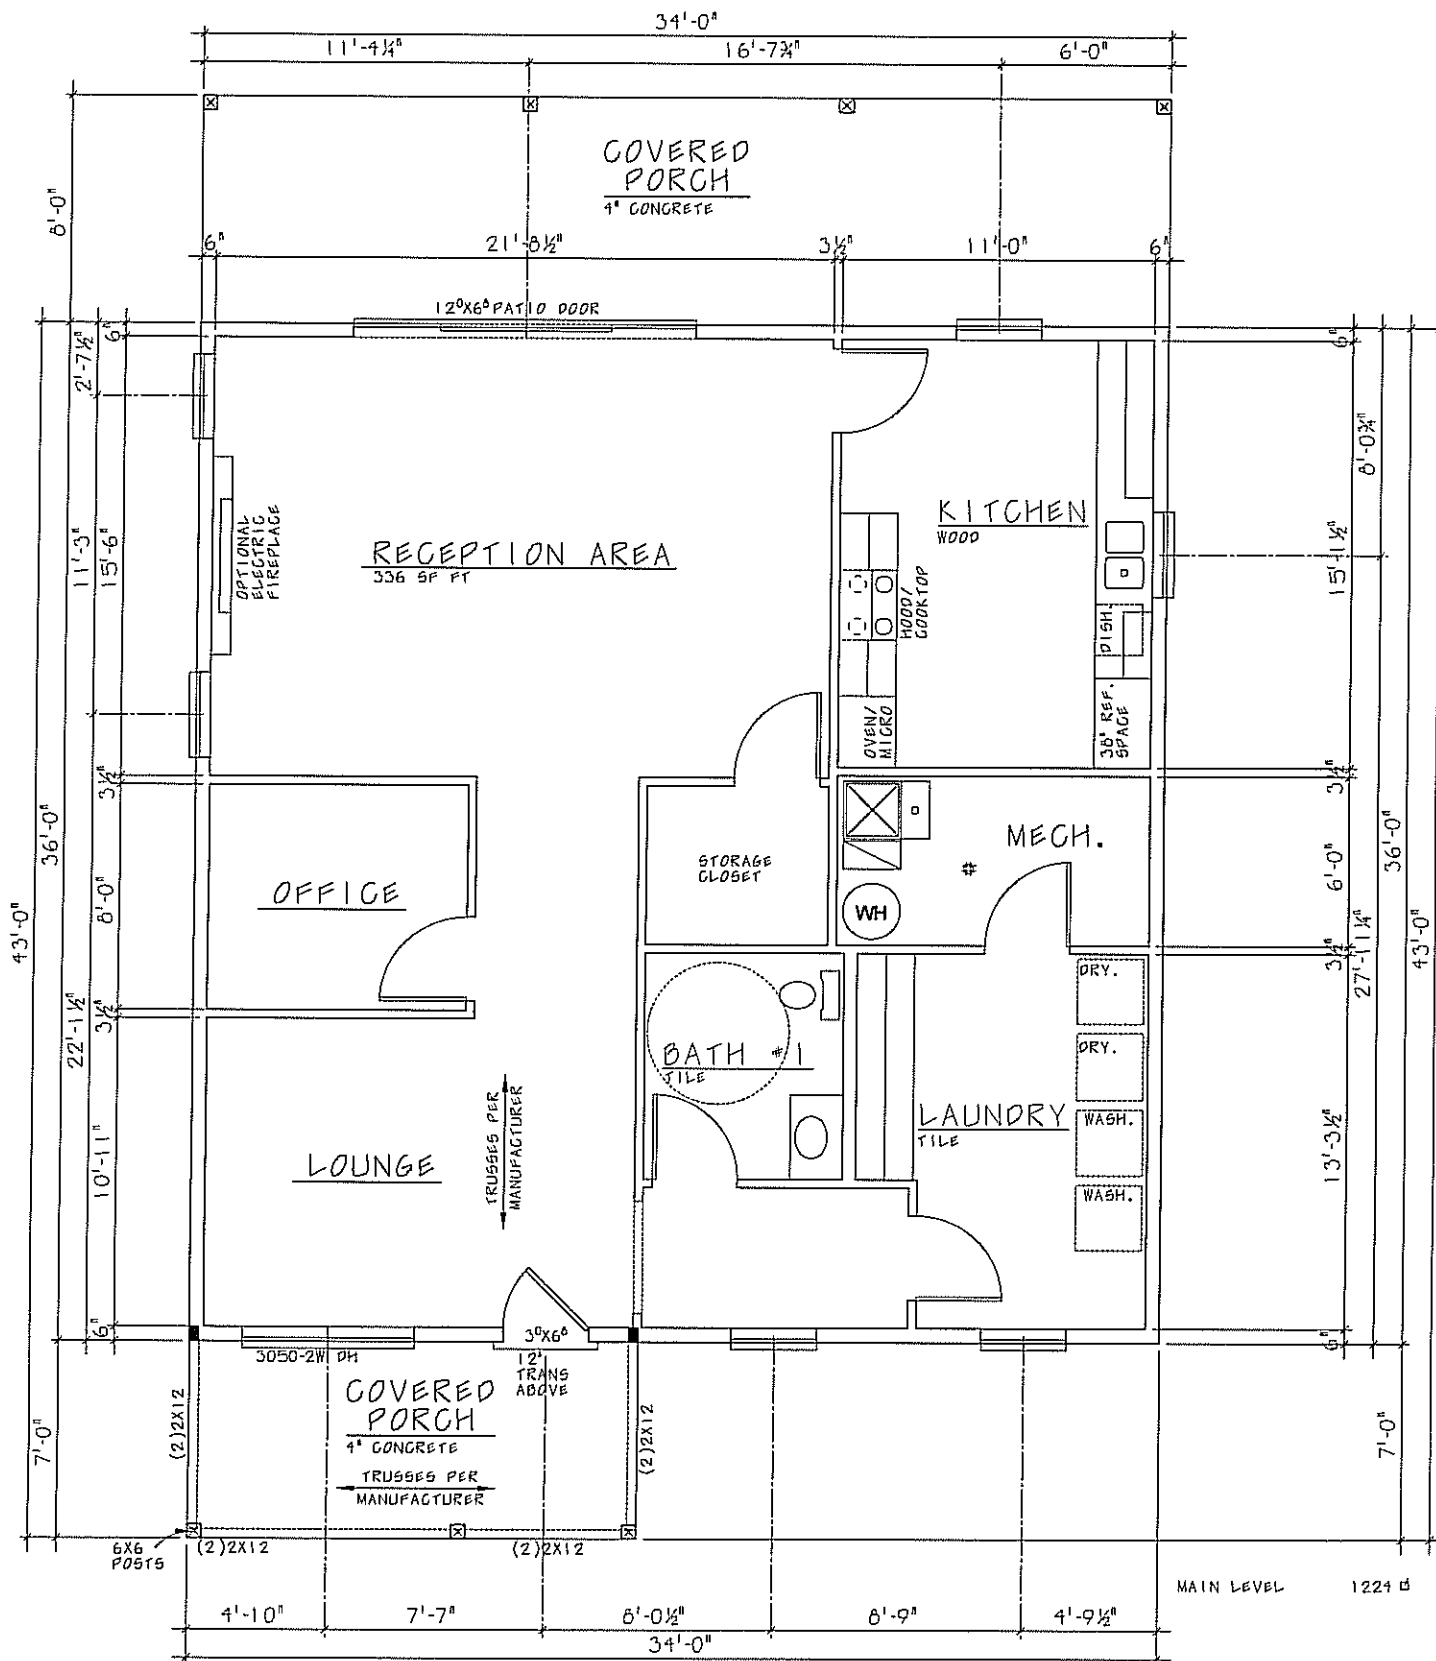 34'-0"
11'-4¼" 16'-7¾" 6'-0"
COVERED
PORCH
4" CONCRETE
8'-0"
6" 21'-8½" 3½" 11'-0" 6"
12⁰X6⁸ PATIO DOOR
6"
2'-7½"
11'-3"
15'-6"
OPTIONAL
ELECTRIC
FIREPLACE
RECEPTION AREA
336 SF FT
KITCHEN
WOOD
HOOD/
COOKTOP
DISH.
OVEN/
MICRO
38" REF.
SPACE
6"
8'-0¾"
15'-1½"
3½"
36'-0"
43'-0"
8'-0"
22'-1½"
3½"
10'-11"
6"
OFFICE
STORAGE
CLOSET
MECH.
#
WH
3½"
6'-0"
36'-0"
3½"
27'-11¼"
43'-0"
13'-3½"
6"
DRY.
DRY.
WASH.
WASH.
BATH #1
TILE
LAUNDRY
TILE
LOUNGE
TRUSSES PER
MANUFACTURER
3050-2W DH
3⁰X6⁸
12"
TRANS
ABOVE
COVERED
PORCH
4" CONCRETE
TRUSSES PER
MANUFACTURER
(2)2X12
(2)2X12
7'-0"
7'-0"
6X6
POSTS
(2)2X12 (2)2X12
MAIN LEVEL 1224
4'-10" 7'-7" 8'-0½" 8'-9" 4'-9½"
34'-0"